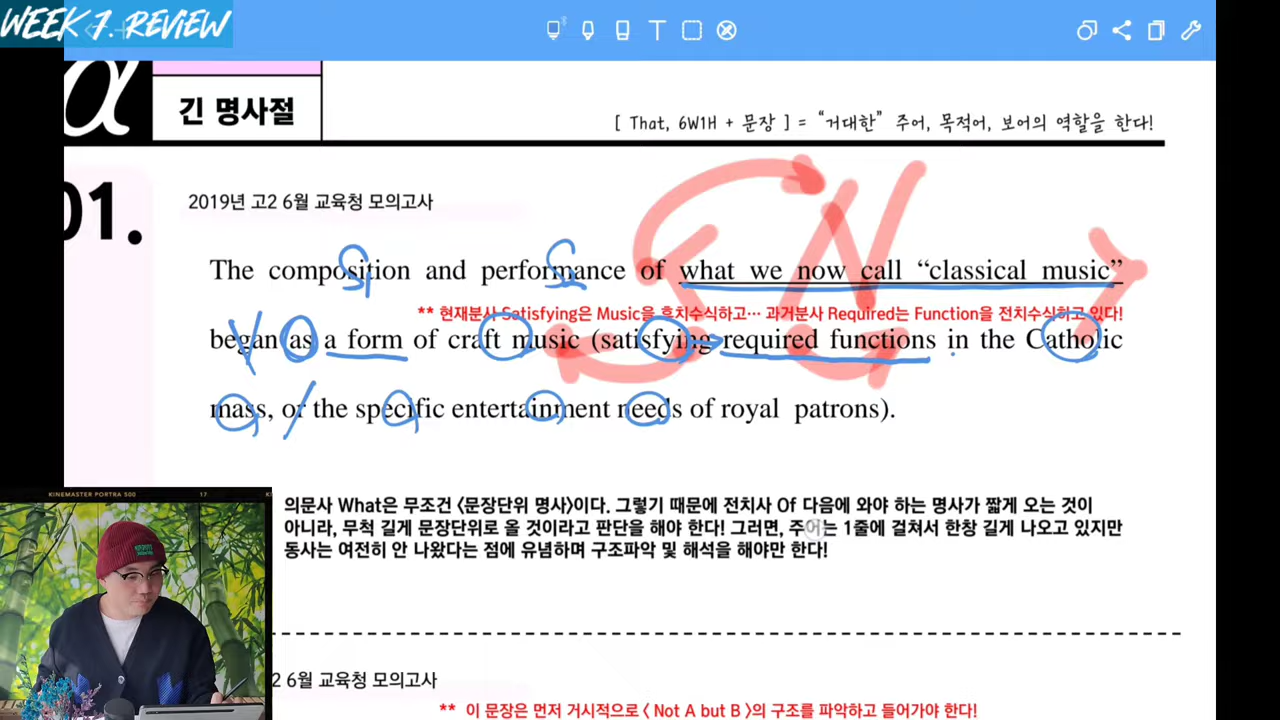 WEEK 7. REVIEW
α
긴 명사절
[ That, 6W1H + 문장 ] = “거대한” 주어, 목적어, 보어의 역할을 한다!
01.
2019년 고2 6월 교육청 모의고사
S1 S2 N
The composition and performance of what we now call “classical music”
** 현재분사 Satisfying은 Music을 후치수식하고… 과거분사 Required는 Function을 전치수식하고 있다!
began as a form of craft music (satisfying required functions in the Catholic
mass, or the specific entertainment needs of royal patrons).
의문사 What은 무조건 <문장단위 명사>이다. 그렇기 때문에 전치사 Of 다음에 와야 하는 명사가 짧게 오는 것이
아니라, 무척 길게 문장단위로 올 것이라고 판단을 해야 한다! 그러면, 주어는 1줄에 걸쳐서 한창 길게 나오고 있지만
동사는 여전히 안 나왔다는 점에 유념하며 구조파악 및 해석을 해야만 한다!
KINEMASTER PORTRA 500 17
2 6월 교육청 모의고사
** 이 문장은 먼저 거시적으로 < Not A but B >의 구조를 파악하고 들어가야 한다!